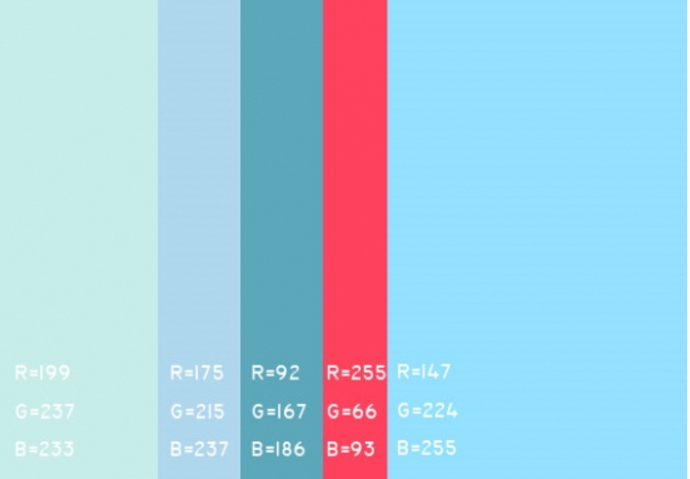 R=199
G=237
B=233
R=175
G=215
B=237
R=92
G=167
B=186
R=255
G=66
B=93
R=147
G=224
B=255